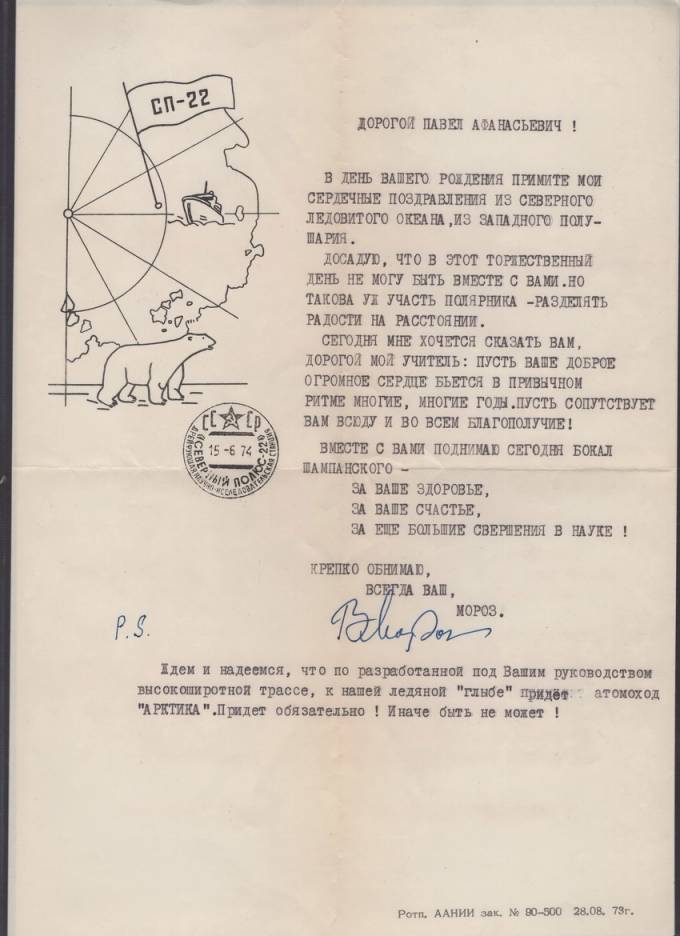 СП-22
ДОРОГОЙ ПАВЕЛ АФАНАСЬЕВИЧ !
В ДЕНЬ ВАШЕГО РОЖДЕНИЯ ПРИМИТЕ МОИ
СЕРДЕЧНЫЕ ПОЗДРАВЛЕНИЯ ИЗ СЕВЕРНОГО
ЛЕДОВИТОГО ОКЕАНА,ИЗ ЗАПАДНОГО ПОЛУ-
ШАРИЯ.
ДОСАДУЮ, ЧТО В ЭТОТ ТОРЖЕСТВЕННЫЙ
ДЕНЬ НЕ МОГУ БЫТЬ ВМЕСТЕ С ВАМИ.НО
ТАКОВА УЖ УЧАСТЬ ПОЛЯРНИКА -РАЗДЕЛЯТЬ
РАДОСТИ НА РАССТОЯНИИ.
СЕГОДНЯ МНЕ ХОЧЕТСЯ СКАЗАТЬ ВАМ,
ДОРОГОЙ МОЙ УЧИТЕЛЬ: ПУСТЬ ВАШЕ ДОБРОЕ
ОГРОМНОЕ СЕРДЦЕ БЬЕТСЯ В ПРИВЫЧНОМ
РИТМЕ МНОГИЕ, МНОГИЕ ГОДЫ.ПУСТЬ СОПУТСТВУЕТ
ВАМ ВСЮДУ И ВО ВСЕМ БЛАГОПОЛУЧИЕ!
СССР
15-6 74
"СЕВЕРНЫЙ ПОЛЮС-22"
ДРЕЙФУЮЩАЯ НАУЧНО-ИССЛЕДОВАТЕЛЬСКАЯ СТАНЦИЯ
ВМЕСТЕ С ВАМИ ПОДНИМАЮ СЕГОДНЯ БОКАЛ
ШАМПАНСКОГО -
ЗА ВАШЕ ЗДОРОВЬЕ,
ЗА ВАШЕ СЧАСТЬЕ,
ЗА ЕЩЕ БОЛЬШИЕ СВЕРШЕНИЯ В НАУКЕ !
КРЕПКО ОБНИМАЮ,
ВСЕГДА ВАШ,
МОРОЗ.
P.S.
Ждем и надеемся, что по разработанной под Вашим руководством
высокоширотной трассе, к нашей ледяной "глыбе" придёт атомоход
"АРКТИКА".Придет обязательно ! Иначе быть не может !
Ротп. ААНИИ зак. № 90-500 28.08. 73г.